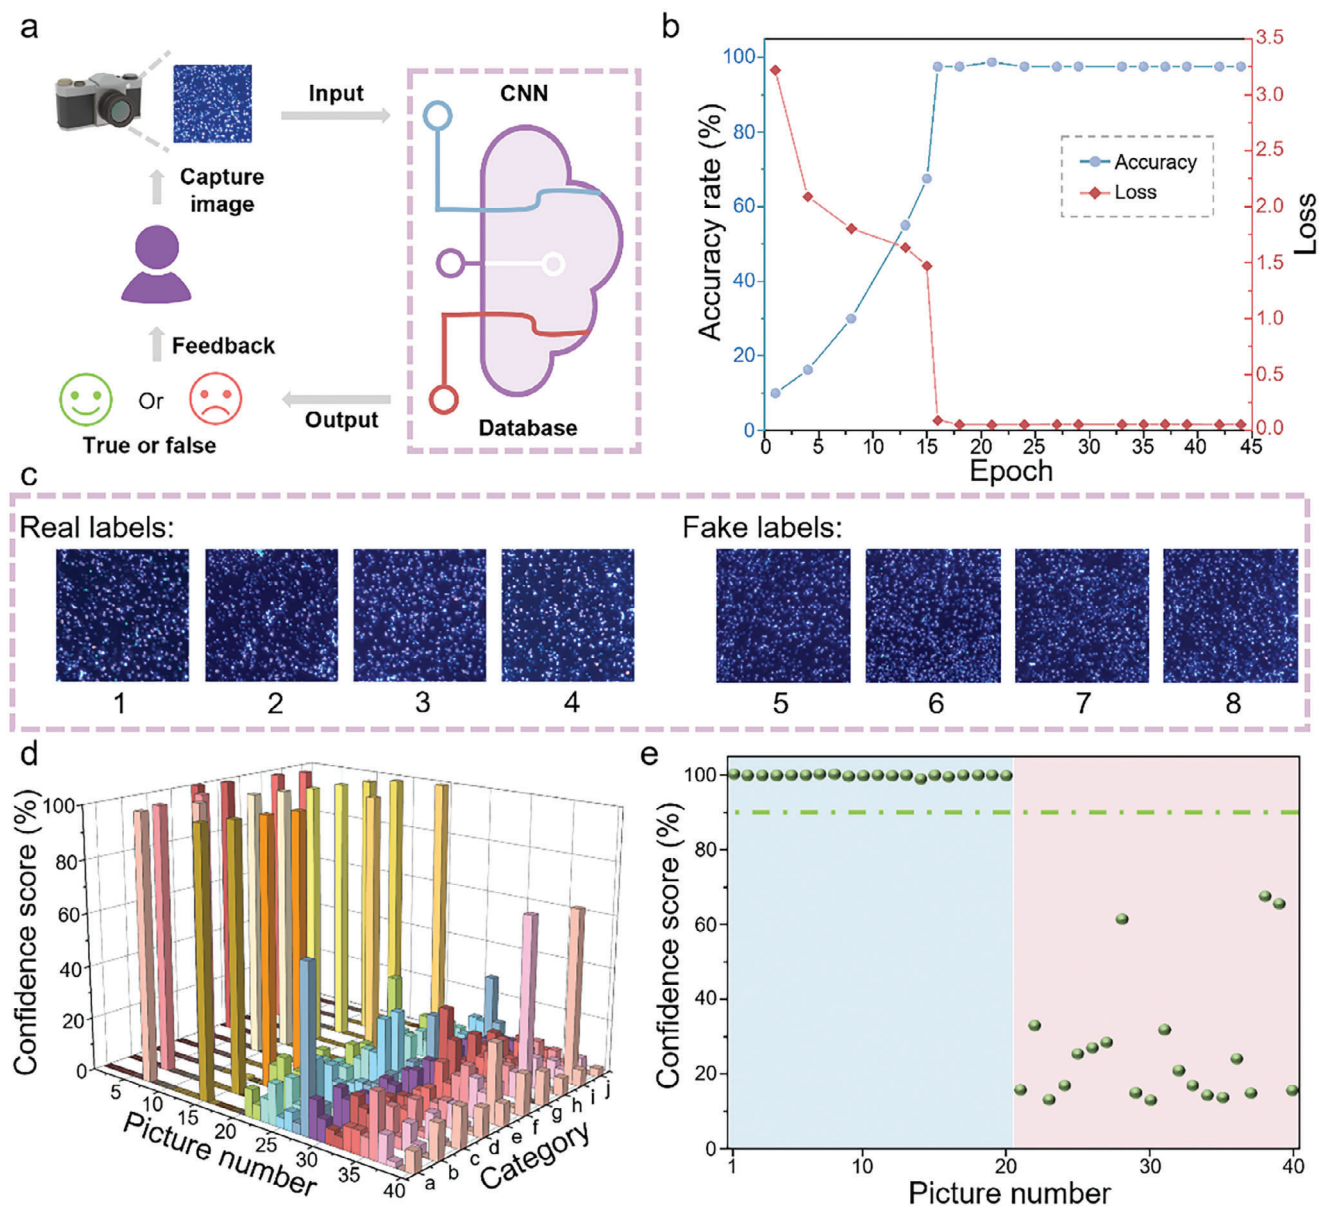 a
Input
CNN
Capture
image
Feedback
Or
True or false
Output
Database
b
Accuracy rate (%)
100
80
60
40
20
0
Accuracy
Loss
3.5
3.0
2.5
2.0
1.5
1.0
0.5
0.0
Loss
0 5 10 15 20 25 30 35 40 45
Epoch
c
Real labels:
Fake labels:
1 2 3 4 5 6 7 8
d
Confidence score (%)
100
80
60
40
20
0
5 10 15 20 25 30 35 40
Picture number
a b c d e f g h i j
Category
e
Confidence score (%)
100
80
60
40
20
0
1 10 20 30 40
Picture number